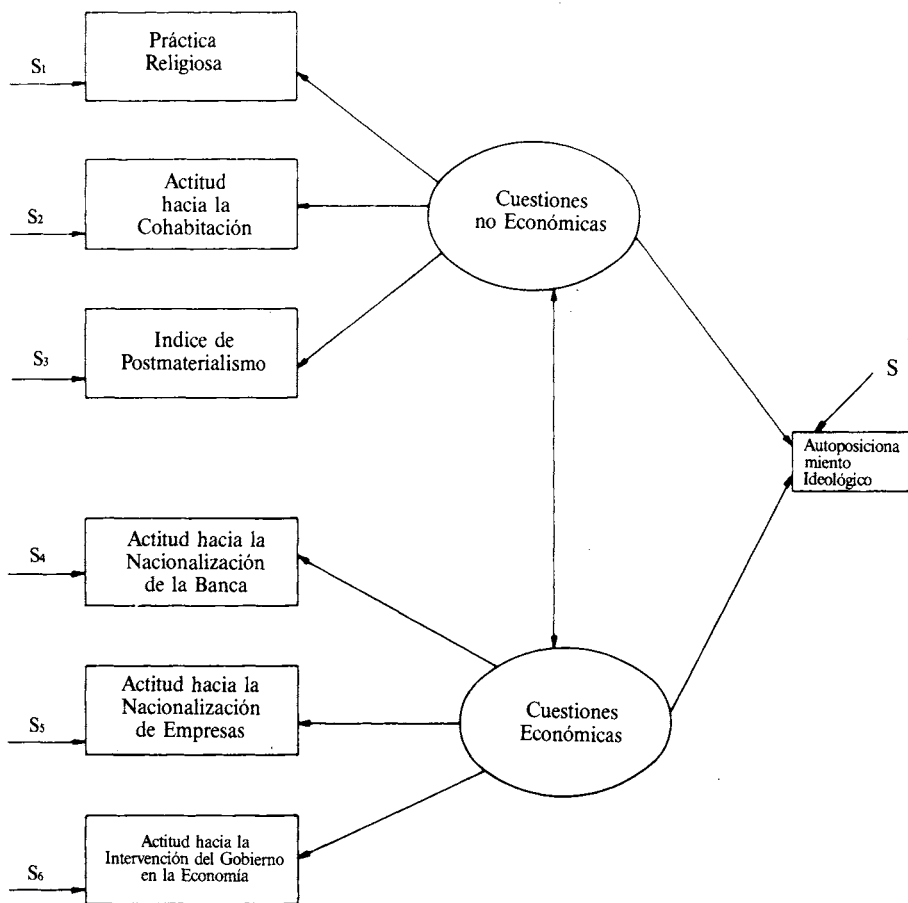 S1
Práctica
Religiosa
S2
Actitud
hacia la
Cohabitación
S3
Indice de
Postmaterialismo
Cuestiones
no Económicas
S
Autoposiciona
miento
Ideológico
S4
Actitud hacia la
Nacionalización
de la Banca
S5
Actitud hacia la
Nacionalización
de Empresas
Cuestiones
Económicas
S6
Actitud hacia la
Intervención del Gobierno
en la Economía